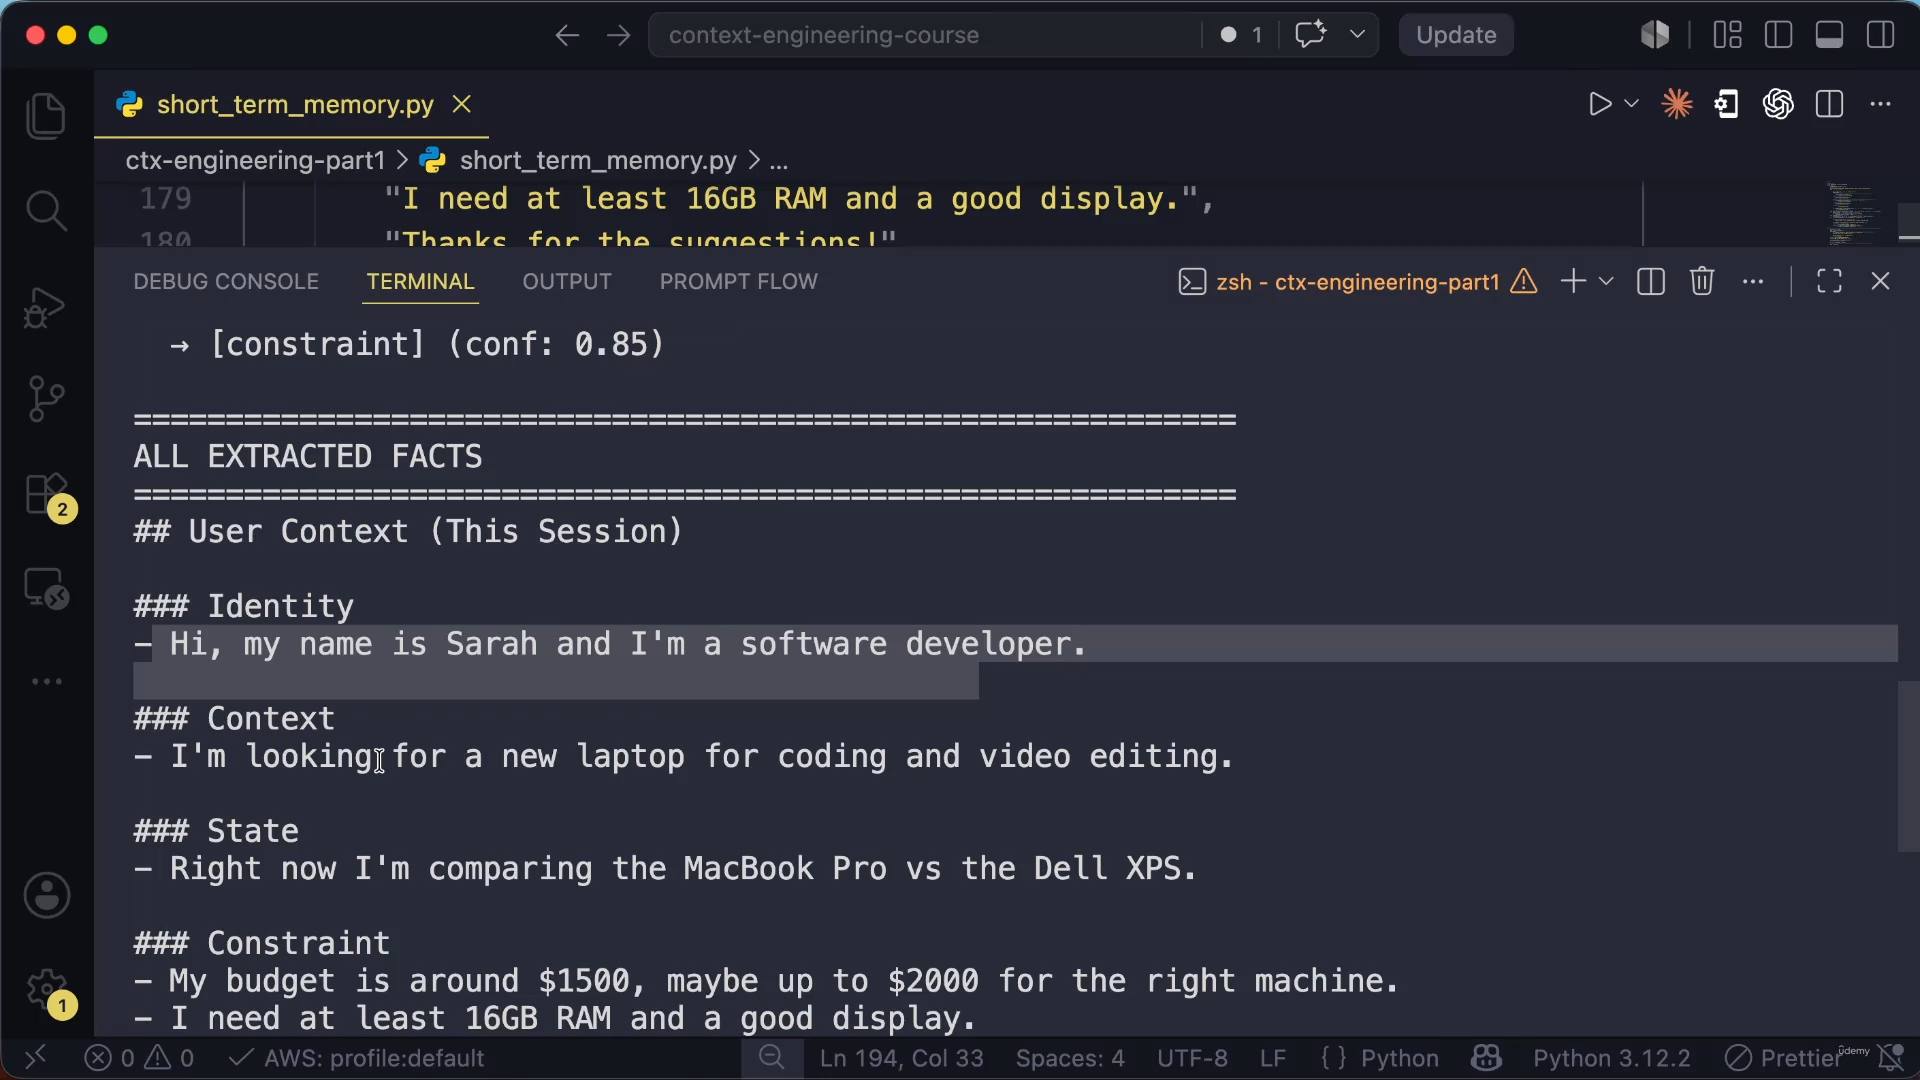 context-engineering-course
1
Update
short_term_memory.py
ctx-engineering-part1 > short_term_memory.py > ...
179 "I need at least 16GB RAM and a good display.",
180 "Thanks for the suggestions!"
DEBUG CONSOLE TERMINAL OUTPUT PROMPT FLOW zsh - ctx-engineering-part1
→ [constraint] (conf: 0.85)
============================================================
ALL EXTRACTED FACTS
============================================================
## User Context (This Session)
### Identity
- Hi, my name is Sarah and I'm a software developer.
### Context
- I'm looking for a new laptop for coding and video editing.
### State
- Right now I'm comparing the MacBook Pro vs the Dell XPS.
### Constraint
- My budget is around $1500, maybe up to $2000 for the right machine.
- I need at least 16GB RAM and a good display.
2
1
0 0 AWS: profile:default Ln 194, Col 33 Spaces: 4 UTF-8 LF { } Python Python 3.12.2 Prettier
udemy